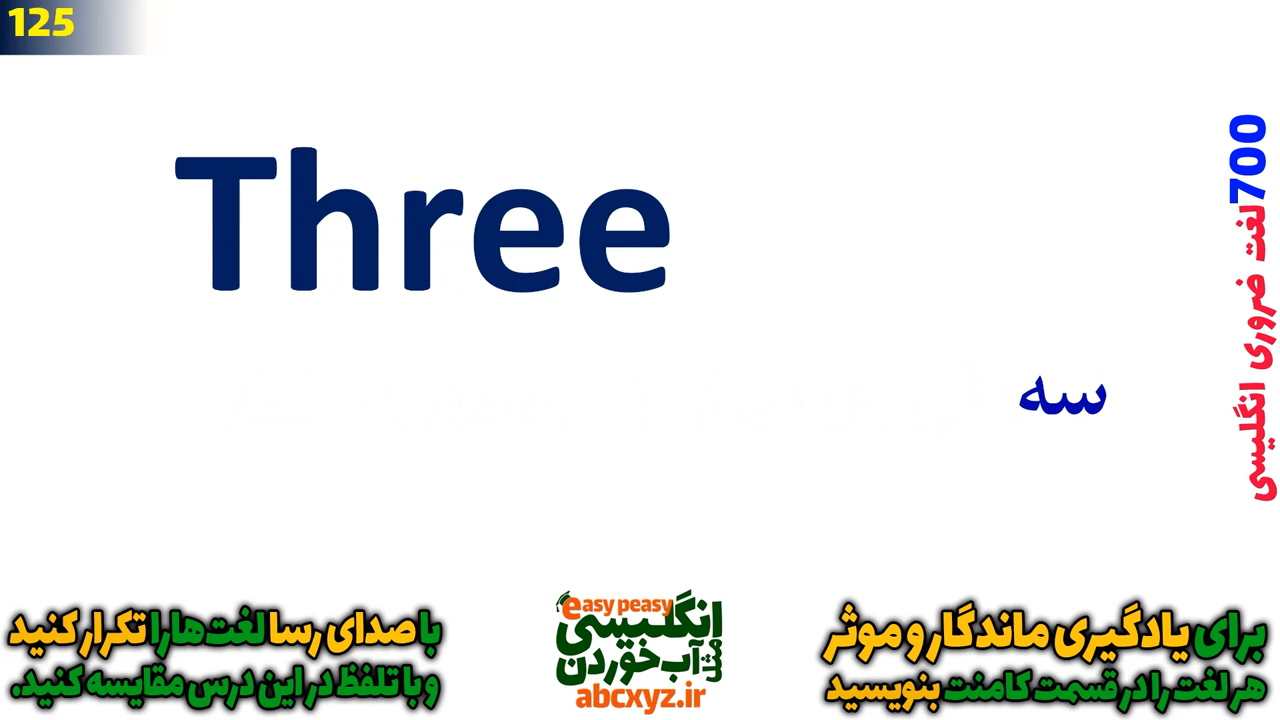 125
Three
سه
700 لغت ضروری انگلیسی
برای یادگیری ماندگار و موثر
هر لغت را در قسمت کامنت بنویسید
easy peasy
انگلیسی
مثل آب خوردن
abcxyz.ir
با صدای رسا لغت‌ها را تکرار کنید
و با تلفظ در این درس مقایسه کنید.